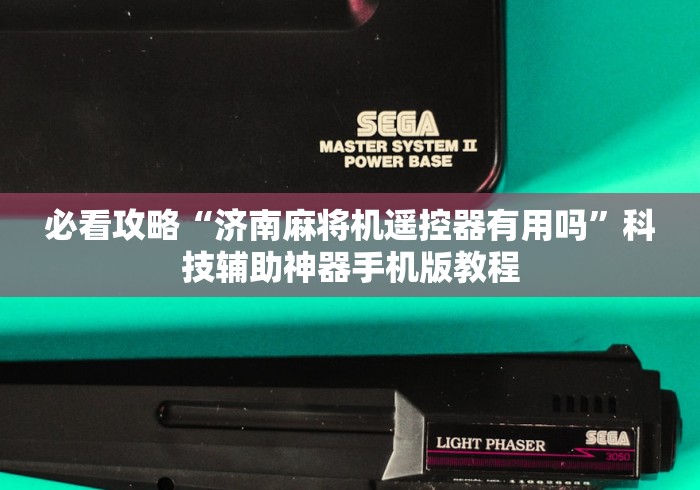 SEGA
MASTER SYSTEM II
POWER BASE
必看攻略“济南麻将机遥控器有用吗”科
技辅助神器手机版教程
LIGHT PHASER
SEGA
3050